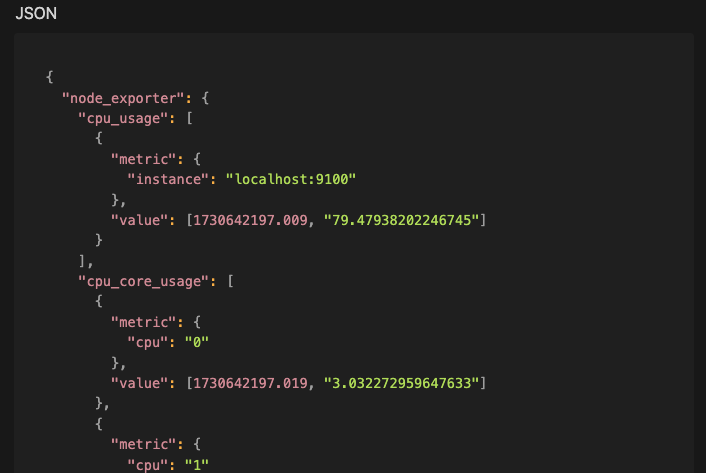 JSON
{
"node_exporter": {
"cpu_usage": [
{
"metric": {
"instance": "localhost:9100"
},
"value": [1730642197.009, "79.47938202246745"]
}
],
"cpu_core_usage": [
{
"metric": {
"cpu": "0"
},
"value": [1730642197.019, "3.032272959647633"]
},
{
"metric": {
"cpu": "1"